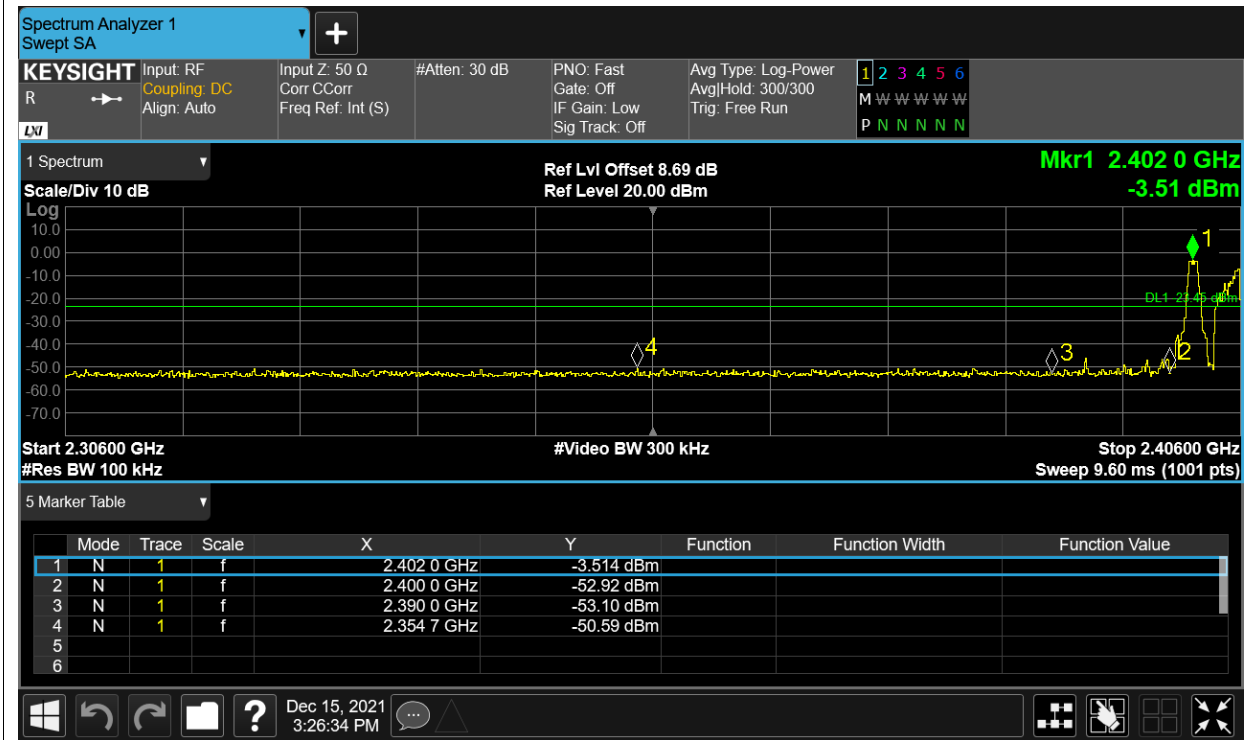 Spectrum Analyzer 1
Swept SA
+
KEYSIGHT Input: RF Input Z: 50 Ω #Atten: 30 dB PNO: Fast Avg Type: Log-Power 1 2 3 4 5 6
R Coupling: DC Corr CCorr Gate: Off Avg|Hold: 300/300 M W W W W W
Align: Auto Freq Ref: Int (S) IF Gain: Low Trig: Free Run
LXI Sig Track: Off P N N N N N
1 Spectrum Ref Lvl Offset 8.69 dB Mkr1 2.402 0 GHz
Scale/Div 10 dB Ref Level 20.00 dBm -3.51 dBm
Log
10.0
1
0.00
-10.0
-20.0
DL1 -23.45 dBm
-30.0
-40.0
4 3 2
-50.0
-60.0
-70.0
Start 2.30600 GHz #Video BW 300 kHz Stop 2.40600 GHz
#Res BW 100 kHz Sweep 9.60 ms (1001 pts)
5 Marker Table
Mode Trace Scale X Y Function Function Width Function Value
1 N 1 f 2.402 0 GHz -3.514 dBm
2 N 1 f 2.400 0 GHz -52.92 dBm
3 N 1 f 2.390 0 GHz -53.10 dBm
4 N 1 f 2.354 7 GHz -50.59 dBm
5
6
? Dec 15, 2021
3:26:34 PM